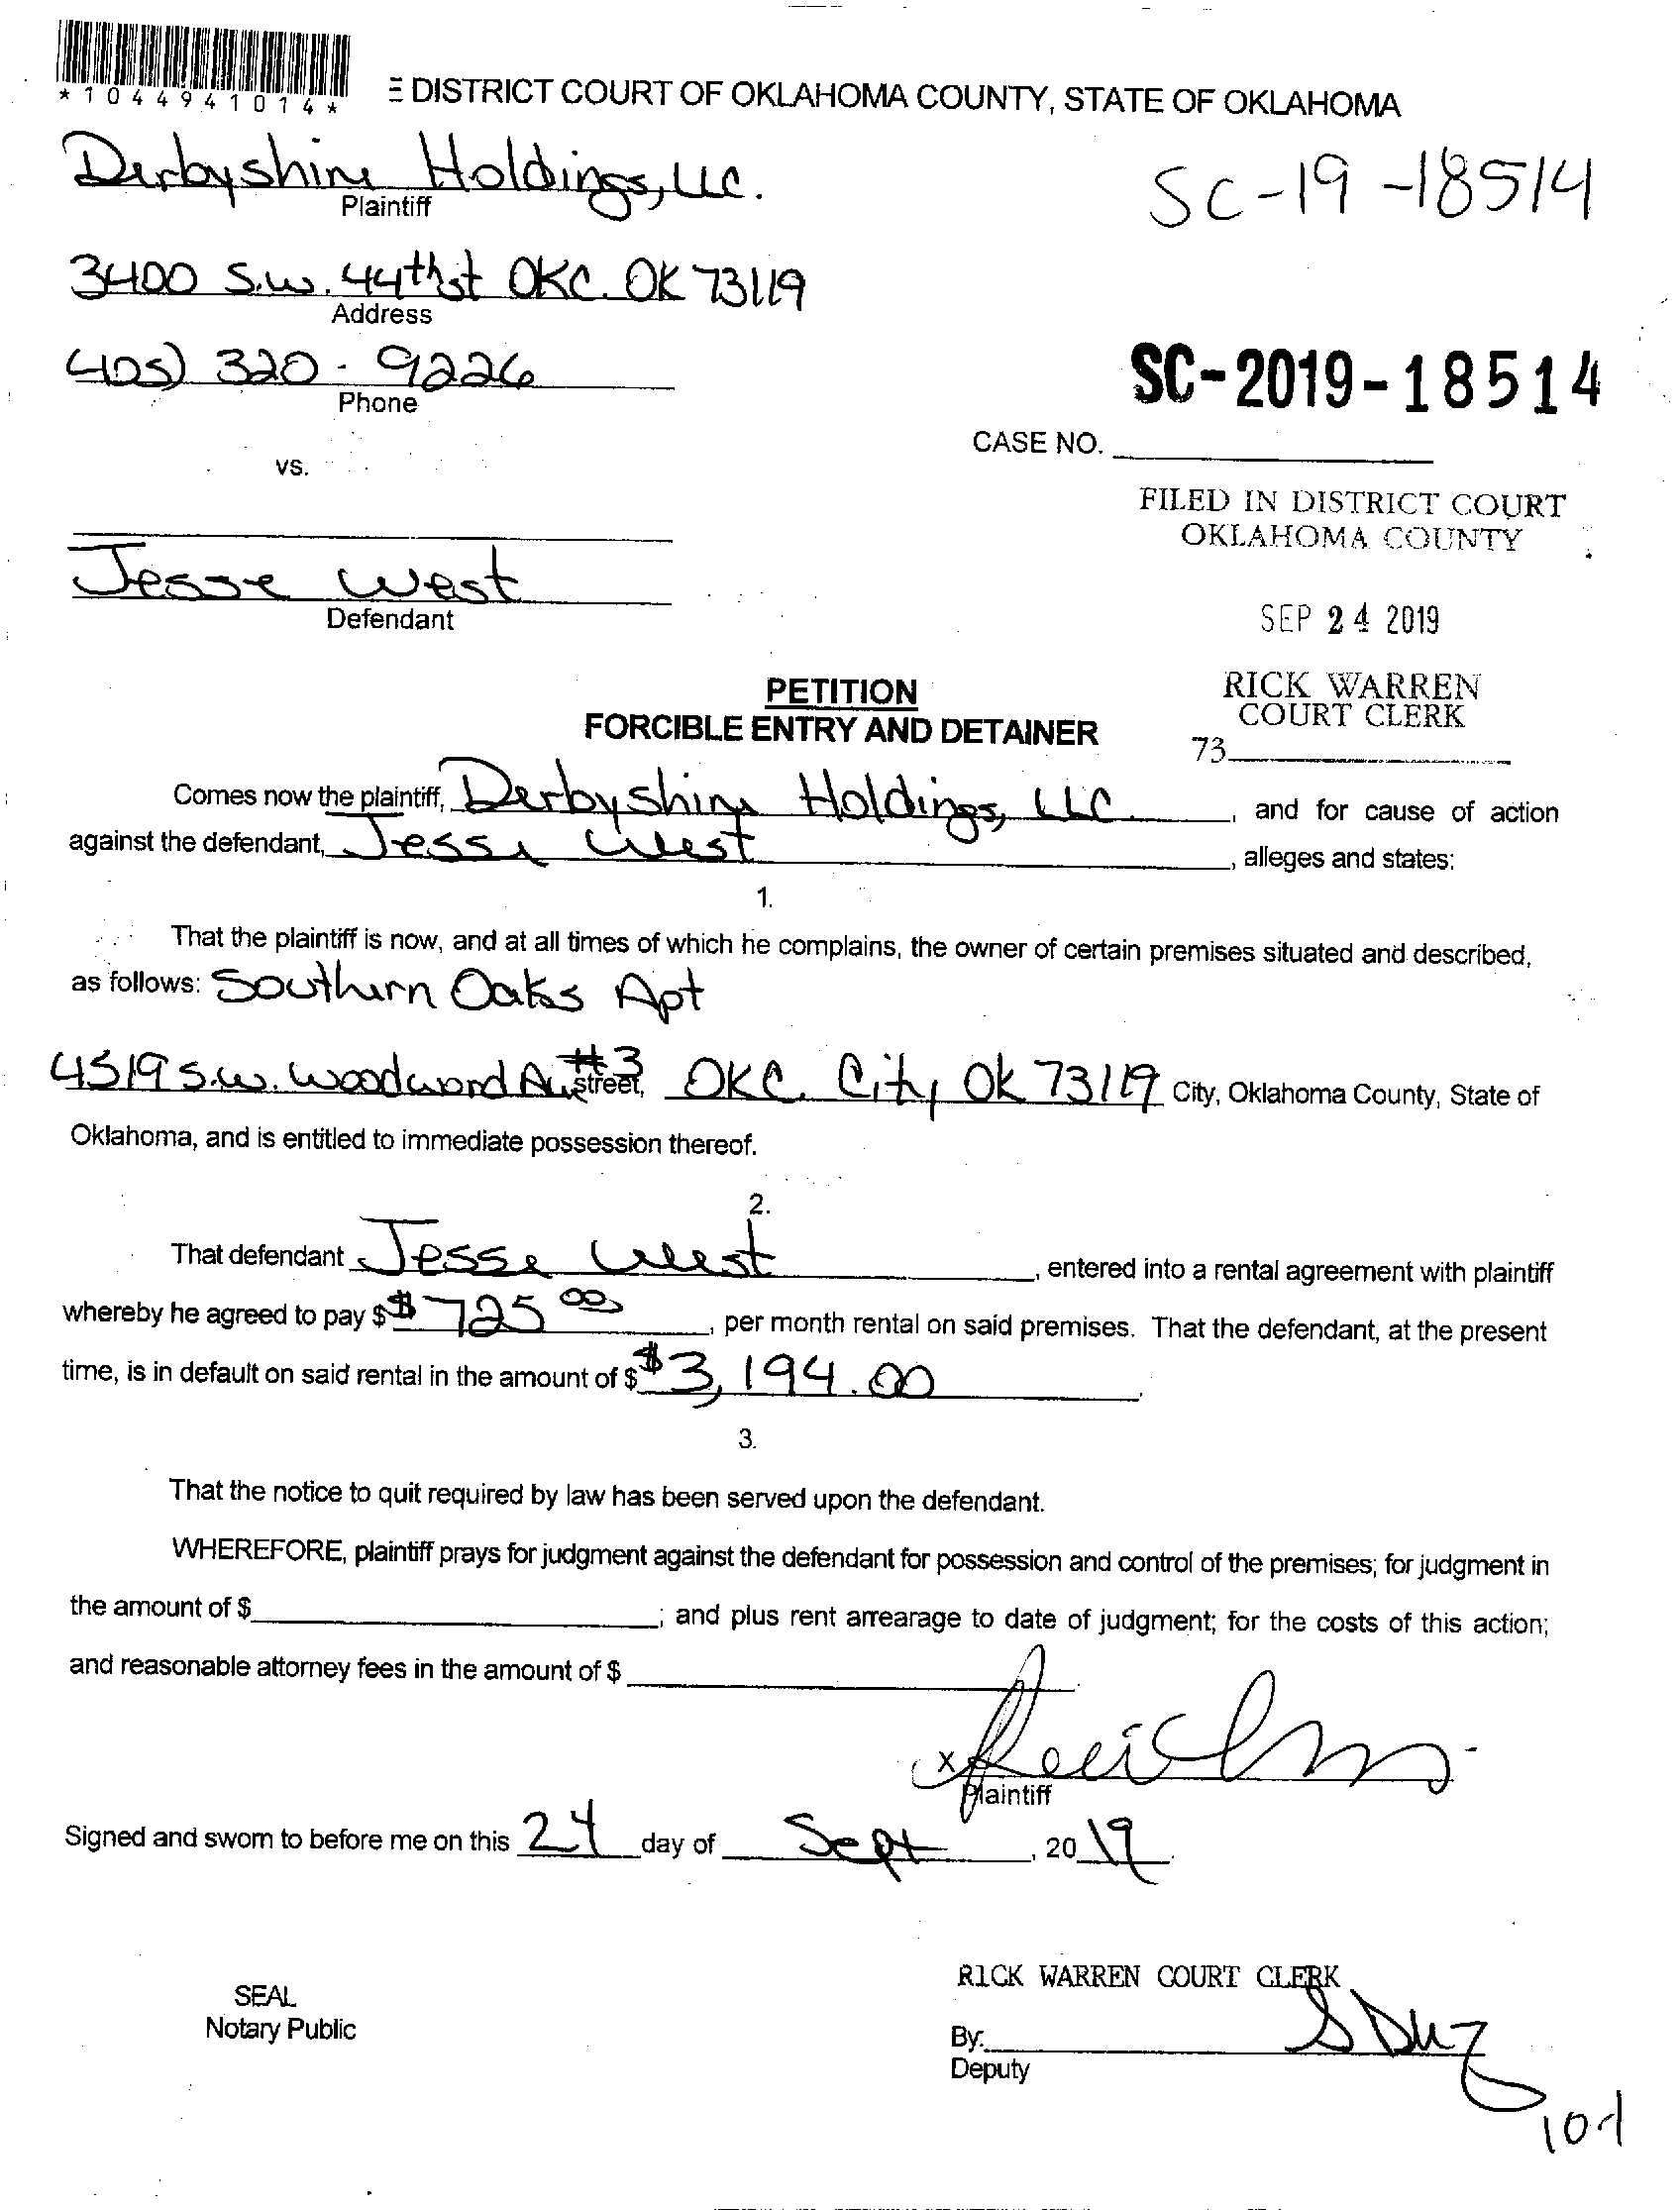 *1044941014*
E DISTRICT COURT OF OKLAHOMA COUNTY, STATE OF OKLAHOMA
Derbyshire Holdings, LLC.
Plaintiff
SC-19-18514
3400 S.W. 44th st OKC. OK 73119
Address
(405) 320-9226
Phone
SC-2019-18514
CASE NO.
vs.
FILED IN DISTRICT COURT
OKLAHOMA COUNTY
Jesse West
Defendant
SEP 24 2019
PETITION
FORCIBLE ENTRY AND DETAINER
RICK WARREN
COURT CLERK
73
Comes now the plaintiff, Derbyshire Holdings, LLC. , and for cause of action
against the defendant, Jesse West , alleges and states:
1.
That the plaintiff is now, and at all times of which he complains, the owner of certain premises situated and described,
as follows: Southern Oaks Apt
4519 S.W. Woodward Ave #3 street, OKC. City, OK 73119 City, Oklahoma County, State of
Oklahoma, and is entitled to immediate possession thereof.
2.
That defendant Jesse West , entered into a rental agreement with plaintiff
whereby he agreed to pay $ $725 00 , per month rental on said premises. That the defendant, at the present
time, is in default on said rental in the amount of $ $3,194.00 .
3.
That the notice to quit required by law has been served upon the defendant.
WHEREFORE, plaintiff prays for judgment against the defendant for possession and control of the premises; for judgment in
the amount of $ ; and plus rent arrearage to date of judgment; for the costs of this action;
and reasonable attorney fees in the amount of $
X
Plaintiff
Signed and sworn to before me on this 24 day of Sept , 20 19 .
RICK WARREN COURT CLERK
SEAL
Notary Public
By:
Deputy